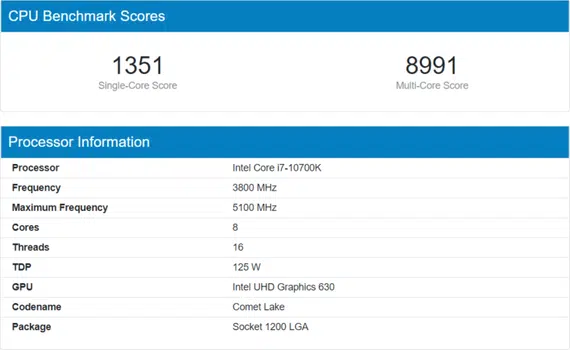 CPU Benchmark Scores
1351 8991
Single-Core Score Multi-Core Score
Processor Information
Processor Intel Core i7-10700K
Frequency 3800 MHz
Maximum Frequency 5100 MHz
Cores 8
Threads 16
TDP 125 W
GPU Intel UHD Graphics 630
Codename Comet Lake
Package Socket 1200 LGA